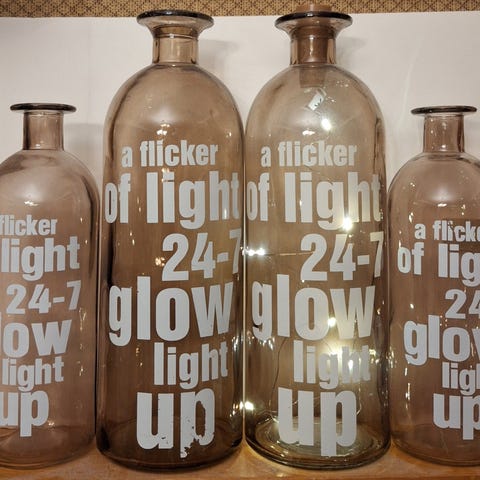 flicker
light
24-7
low
light
up
a flicker
of light
24-7
glow
light
up
a flicker
of light
24-7
glow
light
up
a flicke
of ligh
24
glow
ligh
up